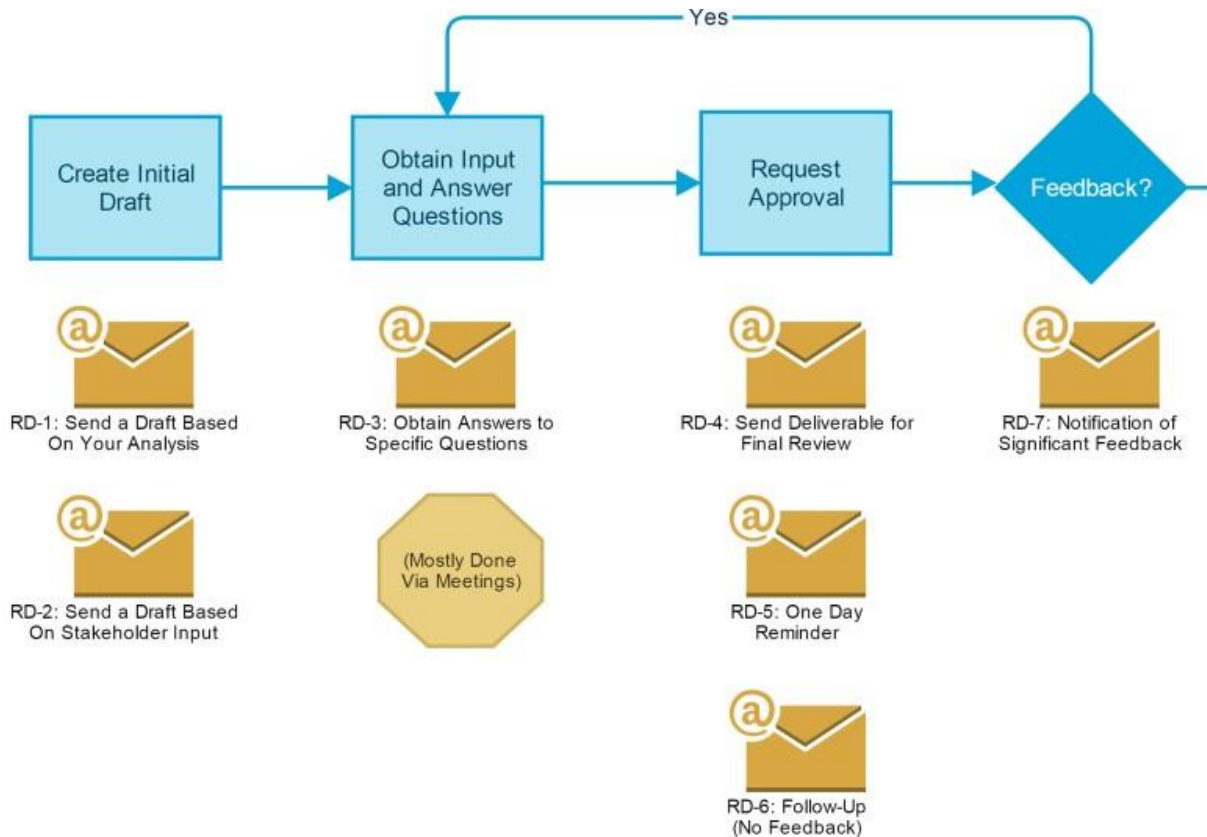 Yes
Create Initial
Draft
Obtain Input
and Answer
Questions
Request
Approval
Feedback?
@
RD-1: Send a Draft Based
On Your Analysis
@
RD-3: Obtain Answers to
Specific Questions
@
RD-4: Send Deliverable for
Final Review
@
RD-7: Notification of
Significant Feedback
@
RD-2: Send a Draft Based
On Stakeholder Input
(Mostly Done
Via Meetings)
@
RD-5: One Day
Reminder
@
RD-6: Follow-Up
(No Feedback)